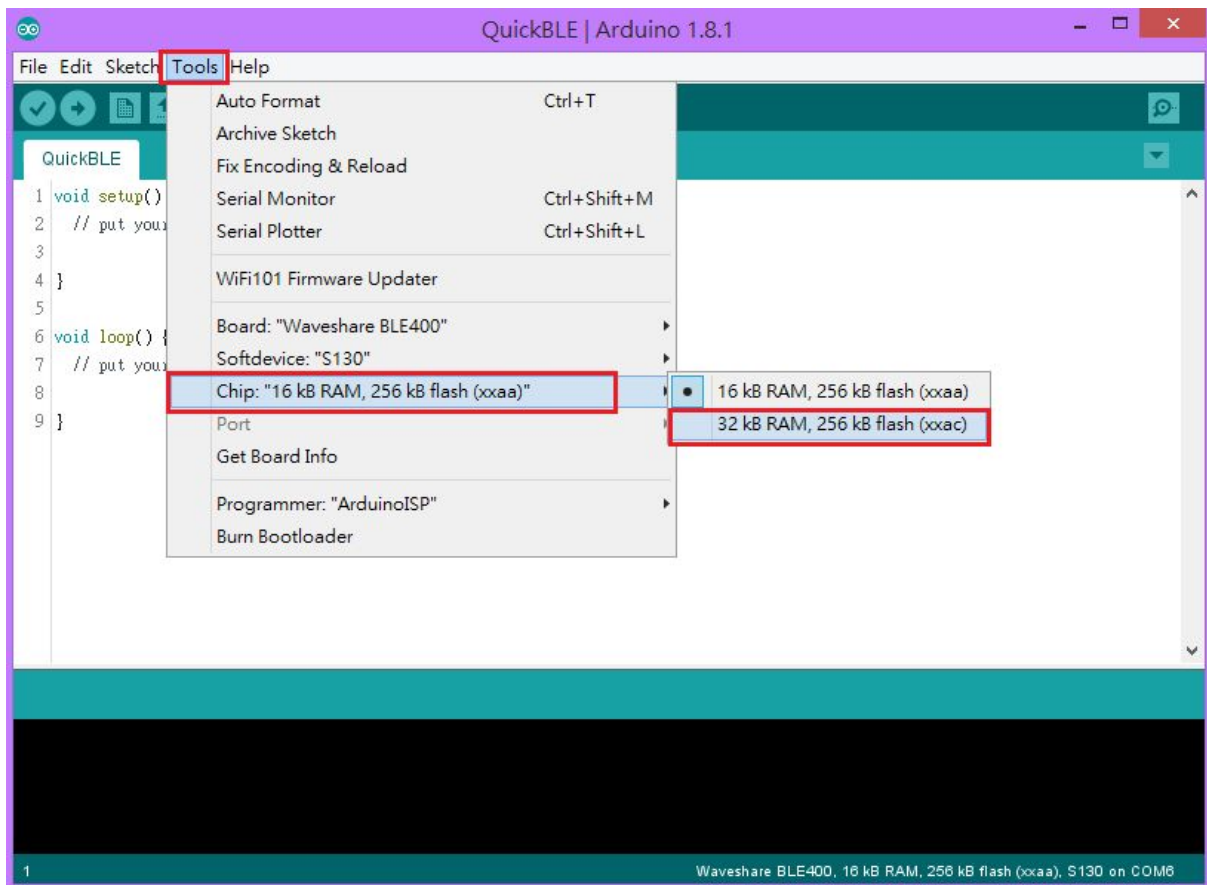 QuickBLE | Arduino 1.8.1
File Edit Sketch Tools Help
Auto Format Ctrl+T
Archive Sketch
Fix Encoding & Reload
Serial Monitor Ctrl+Shift+M
Serial Plotter Ctrl+Shift+L
WiFi101 Firmware Updater
Board: "Waveshare BLE400"
Softdevice: "S130"
Chip: "16 kB RAM, 256 kB flash (xxaa)"
Port
Get Board Info
Programmer: "ArduinoISP"
Burn Bootloader
16 kB RAM, 256 kB flash (xxaa)
32 kB RAM, 256 kB flash (xxac)
QuickBLE
1 void setup()
2 // put your
3
4 }
5
6 void loop() {
7 // put your
8
9 }
1 Waveshare BLE400, 16 kB RAM, 256 kB flash (xxaa), S130 on COM6